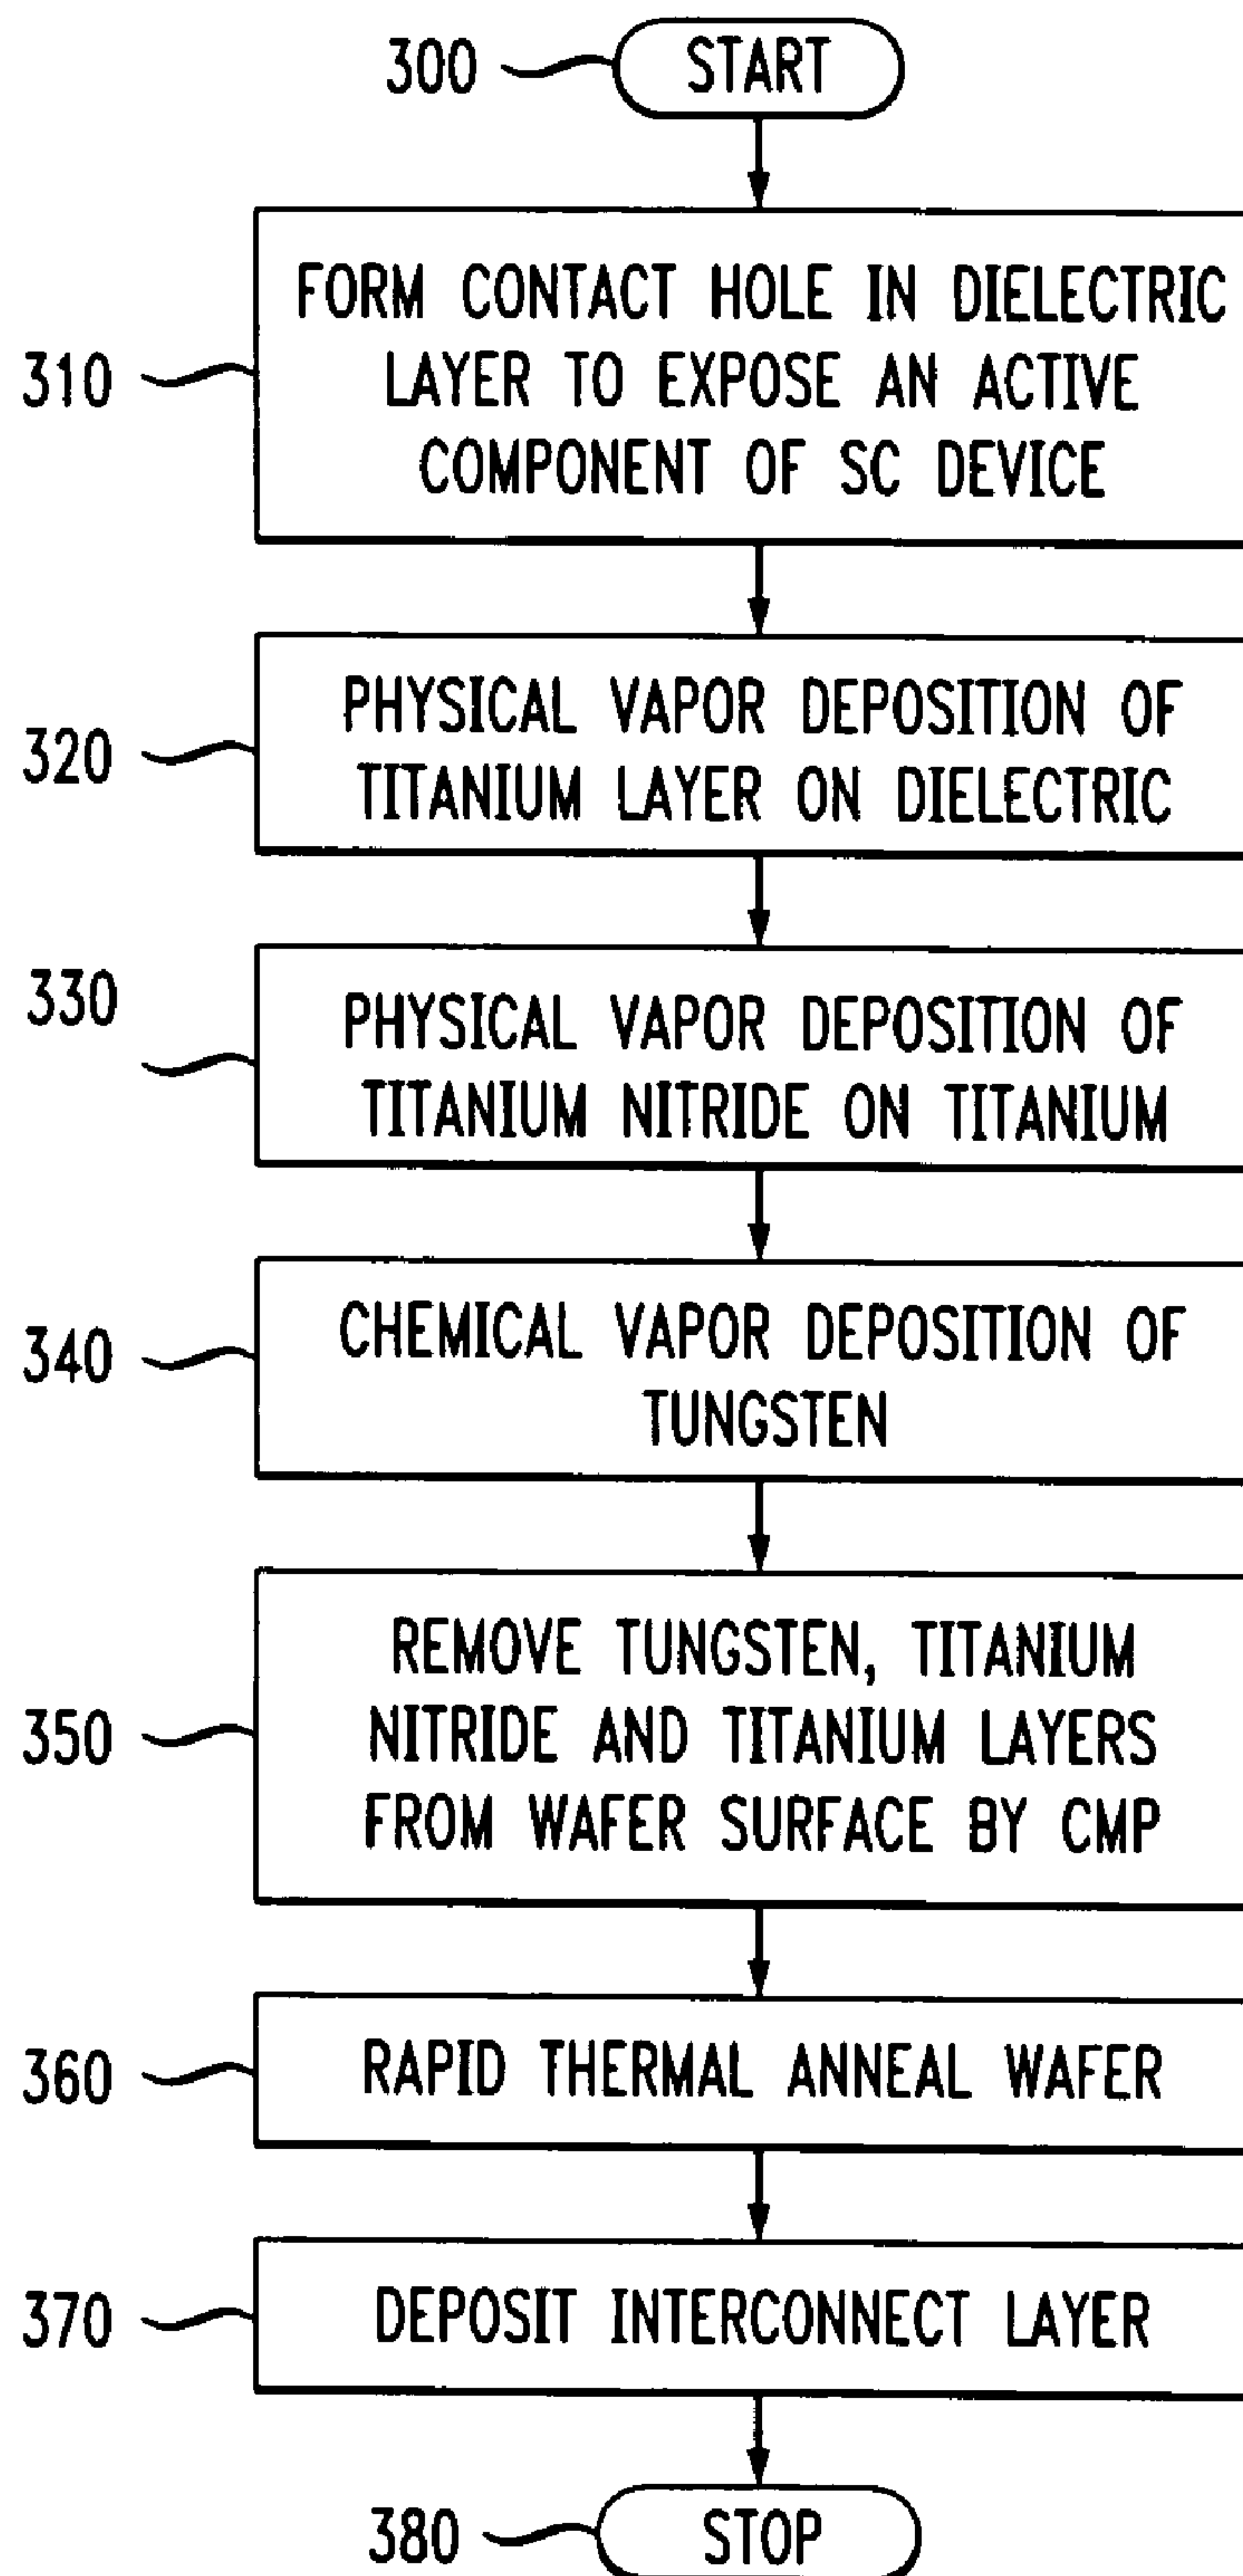 300
START
310
FORM CONTACT HOLE IN DIELECTRIC
LAYER TO EXPOSE AN ACTIVE
COMPONENT OF SC DEVICE
320
PHYSICAL VAPOR DEPOSITION OF
TITANIUM LAYER ON DIELECTRIC
330
PHYSICAL VAPOR DEPOSITION OF
TITANIUM NITRIDE ON TITANIUM
340
CHEMICAL VAPOR DEPOSITION OF
TUNGSTEN
350
REMOVE TUNGSTEN, TITANIUM
NITRIDE AND TITANIUM LAYERS
FROM WAFER SURFACE BY CMP
360
RAPID THERMAL ANNEAL WAFER
370
DEPOSIT INTERCONNECT LAYER
380
STOP